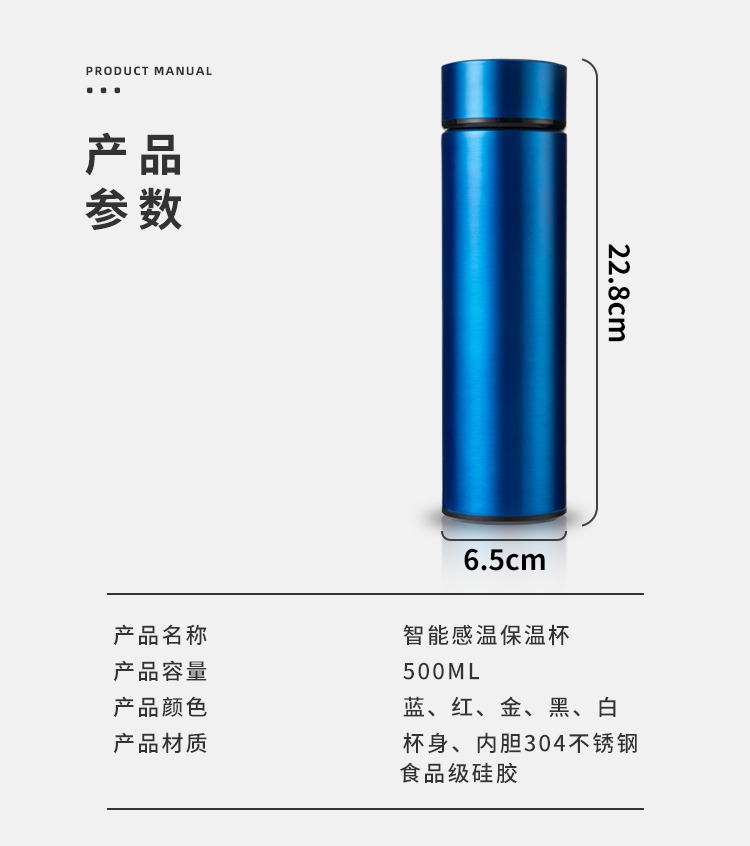 PRODUCT MANUAL
产品
参数
22.8cm
6.5cm
产品名称 智能感温保温杯
产品容量 500ML
产品颜色 蓝、红、金、黑、白
产品材质 杯身、内胆304不锈钢
食品级硅胶